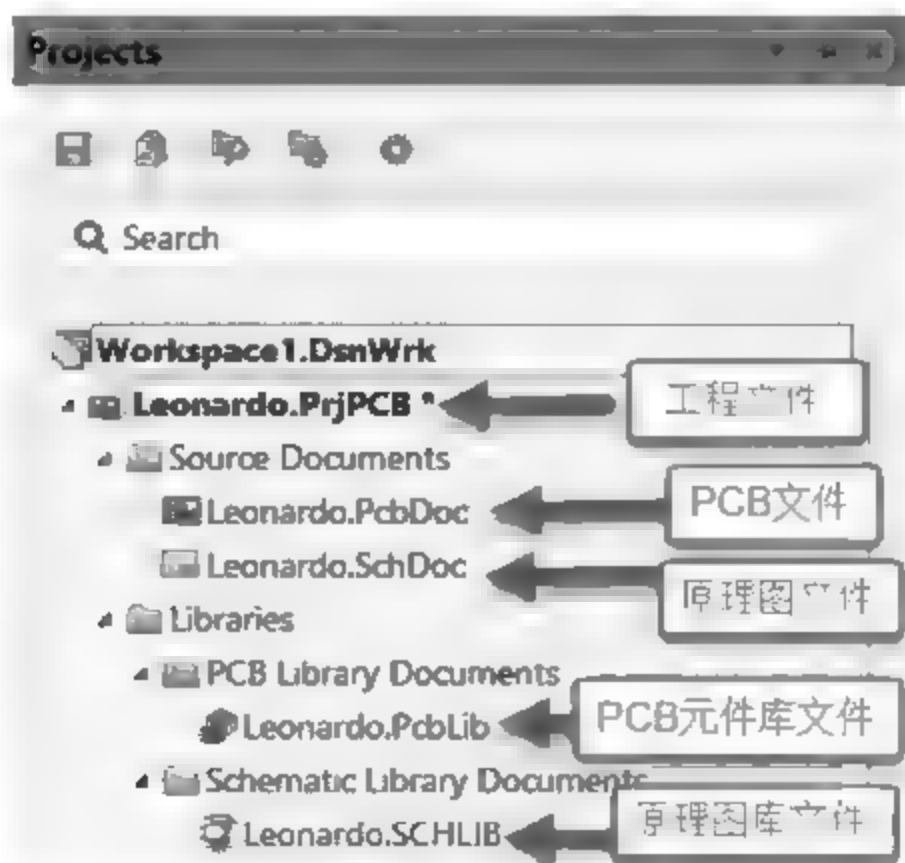 Projects
Search
Workspace1.DsnWrk
Leonardo.PrjPCB *
工程文件
Source Documents
Leonardo.PcbDoc
PCB文件
Leonardo.SchDoc
原理图文件
Libraries
PCB Library Documents
Leonardo.PcbLib
PCB元件库文件
Schematic Library Documents
Leonardo.SCHLIB
原理图库文件